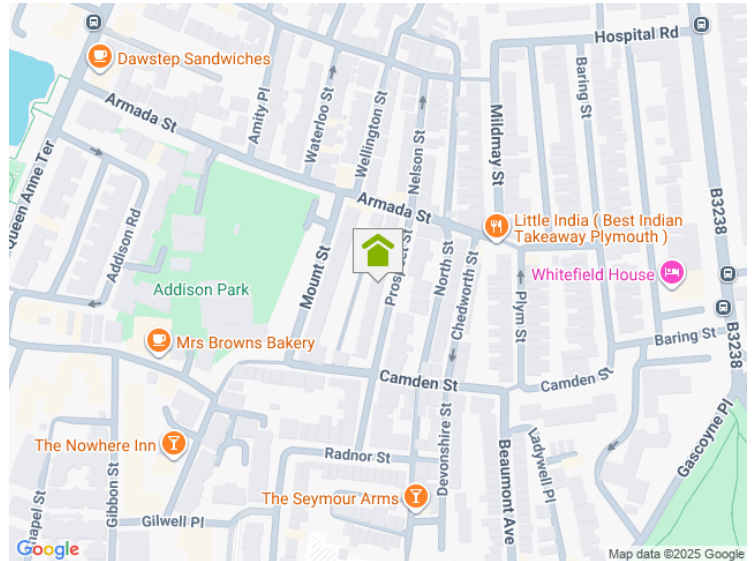 Hospital Rd
Dawstep Sandwiches
Baring St
Armada St
Amity Pl
Waterloo St
Wellington St
Nelson St
Mildmay St
B3238
Queen Anne Ter
Addison Rd
Armada St
Little India ( Best Indian
Takeaway Plymouth )
North St
Chedworth St
Mount St
Whitefield House
Addison Park
Plym St
Baring St
B3238
Mrs Browns Bakery
Camden St
Camden St
Gascoyne Pl
The Nowhere Inn
Radnor St
Devonshire St
Beaumont Ave
Ladywell Pl
The Seymour Arms
Gibbon St
Gilwell Pl
Google
Map data ©2025 Google